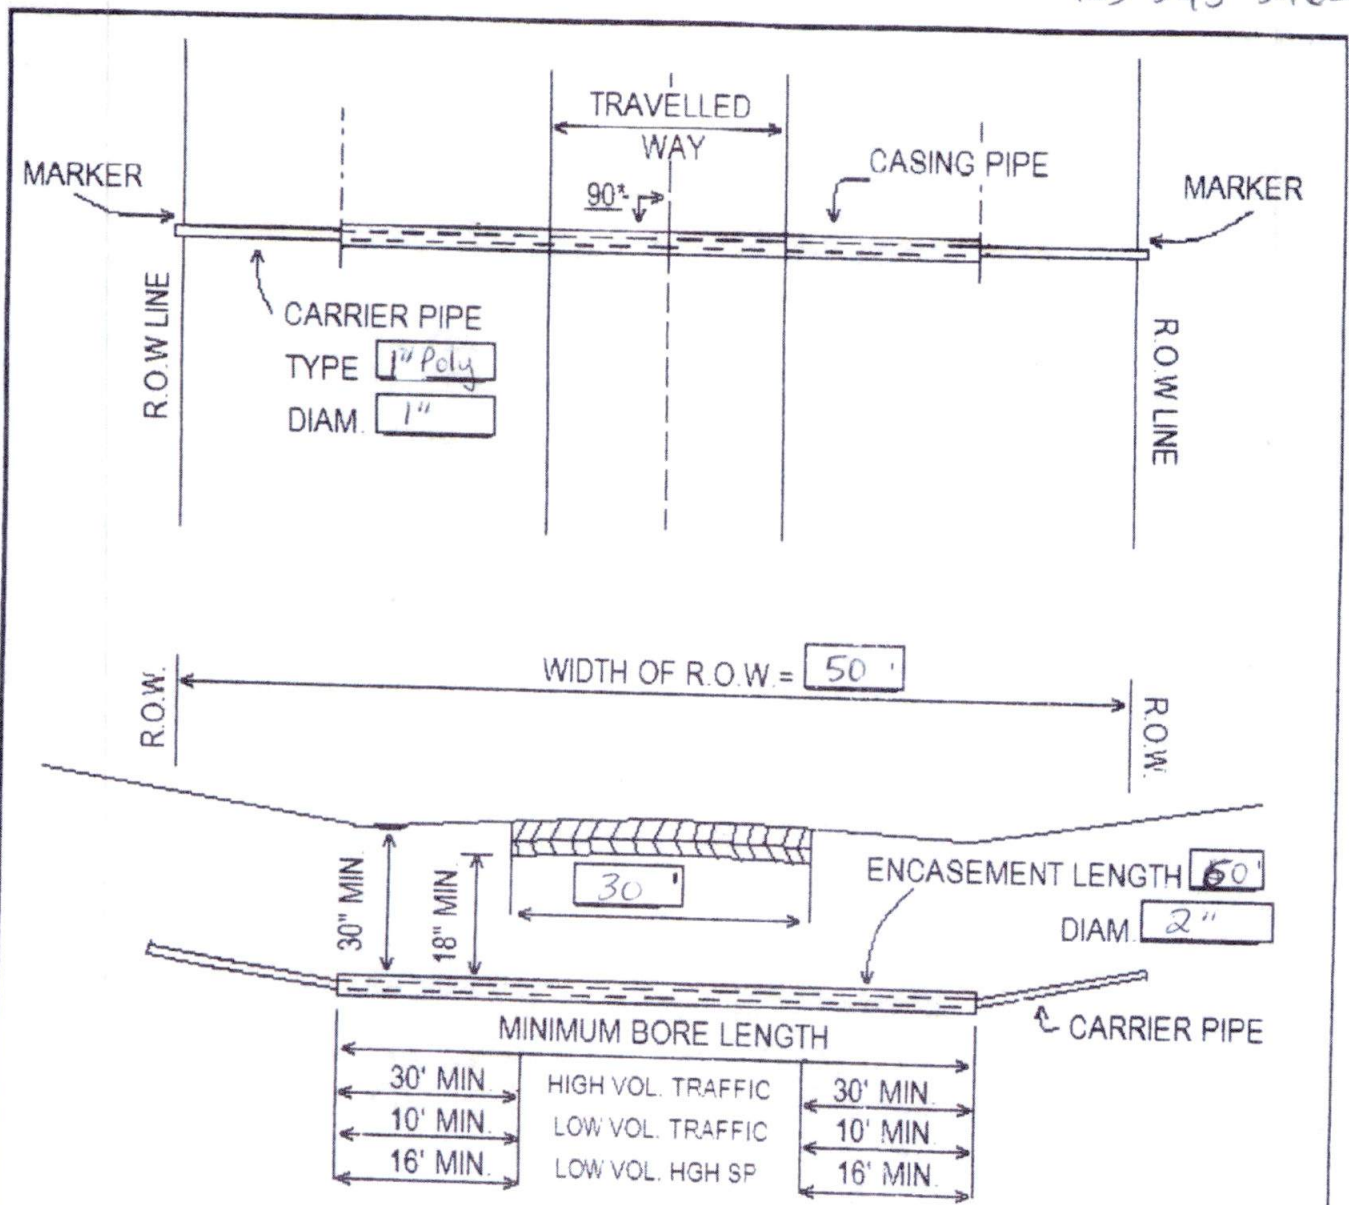 TRAVELLED
WAY
MARKER
CASING PIPE
MARKER
90°
R.O.W LINE
CARRIER PIPE
TYPE 1" Poly
DIAM. 1"
R.O.W LINE
R.O.W.
WIDTH OF R.O.W. = 50 '
R.O.W.
30" MIN.
18" MIN.
30 '
ENCASEMENT LENGTH 50'
DIAM. 2"
CARRIER PIPE
MINIMUM BORE LENGTH
30' MIN. HIGH VOL. TRAFFIC 30' MIN.
10' MIN. LOW VOL. TRAFFIC 10' MIN.
16' MIN. LOW VOL. HGH SP 16' MIN.